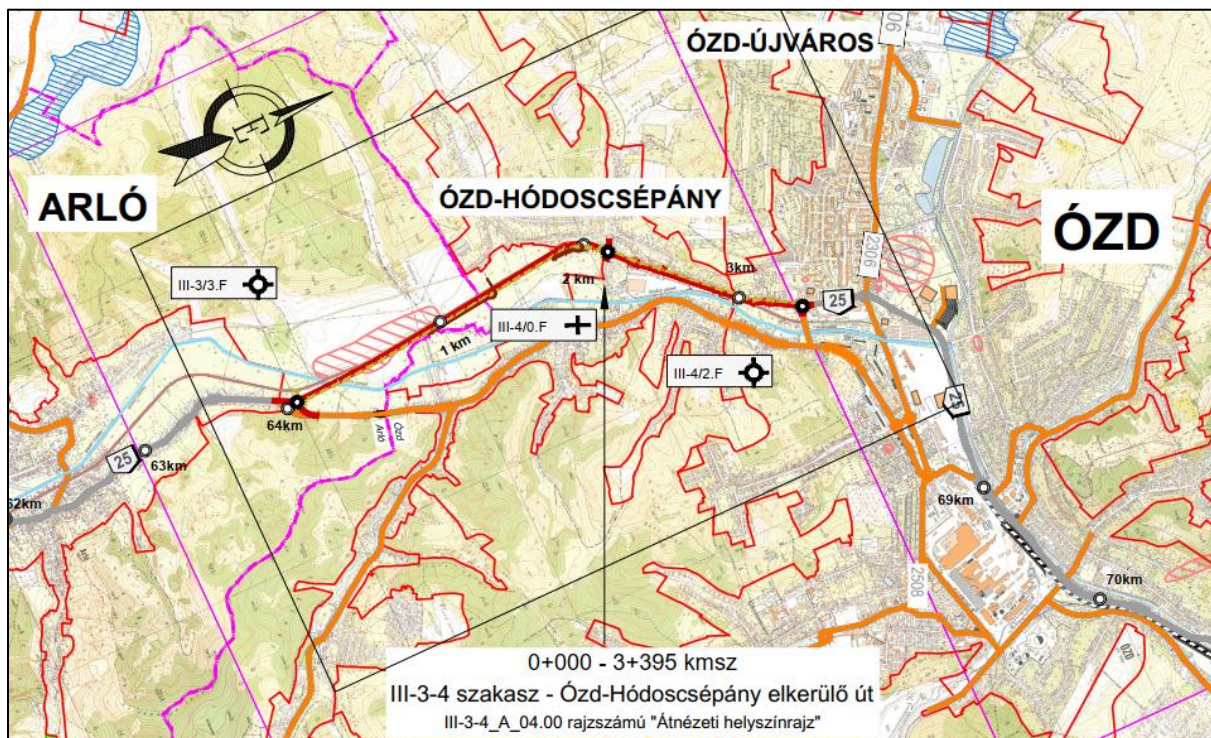 06
ÓZD-ÚJVÁROS
ARLÓ
ÓZD-HÓDOSCSÉPÁNY
ÓZD
2306
III-3/3.F
2 km
3km
25
III-4/0.F
1 km
III-4/2.F
64km
Ózd
Arló
25
25
63km
62km
69km
2508
70km
ÓZD
0+000 - 3+395 kmsz
III-3-4 szakasz - Ózd-Hódoscsépány elkerülő út
III-3-4_A_04.00 rajzszámú "Átnézeti helyszínrajz"